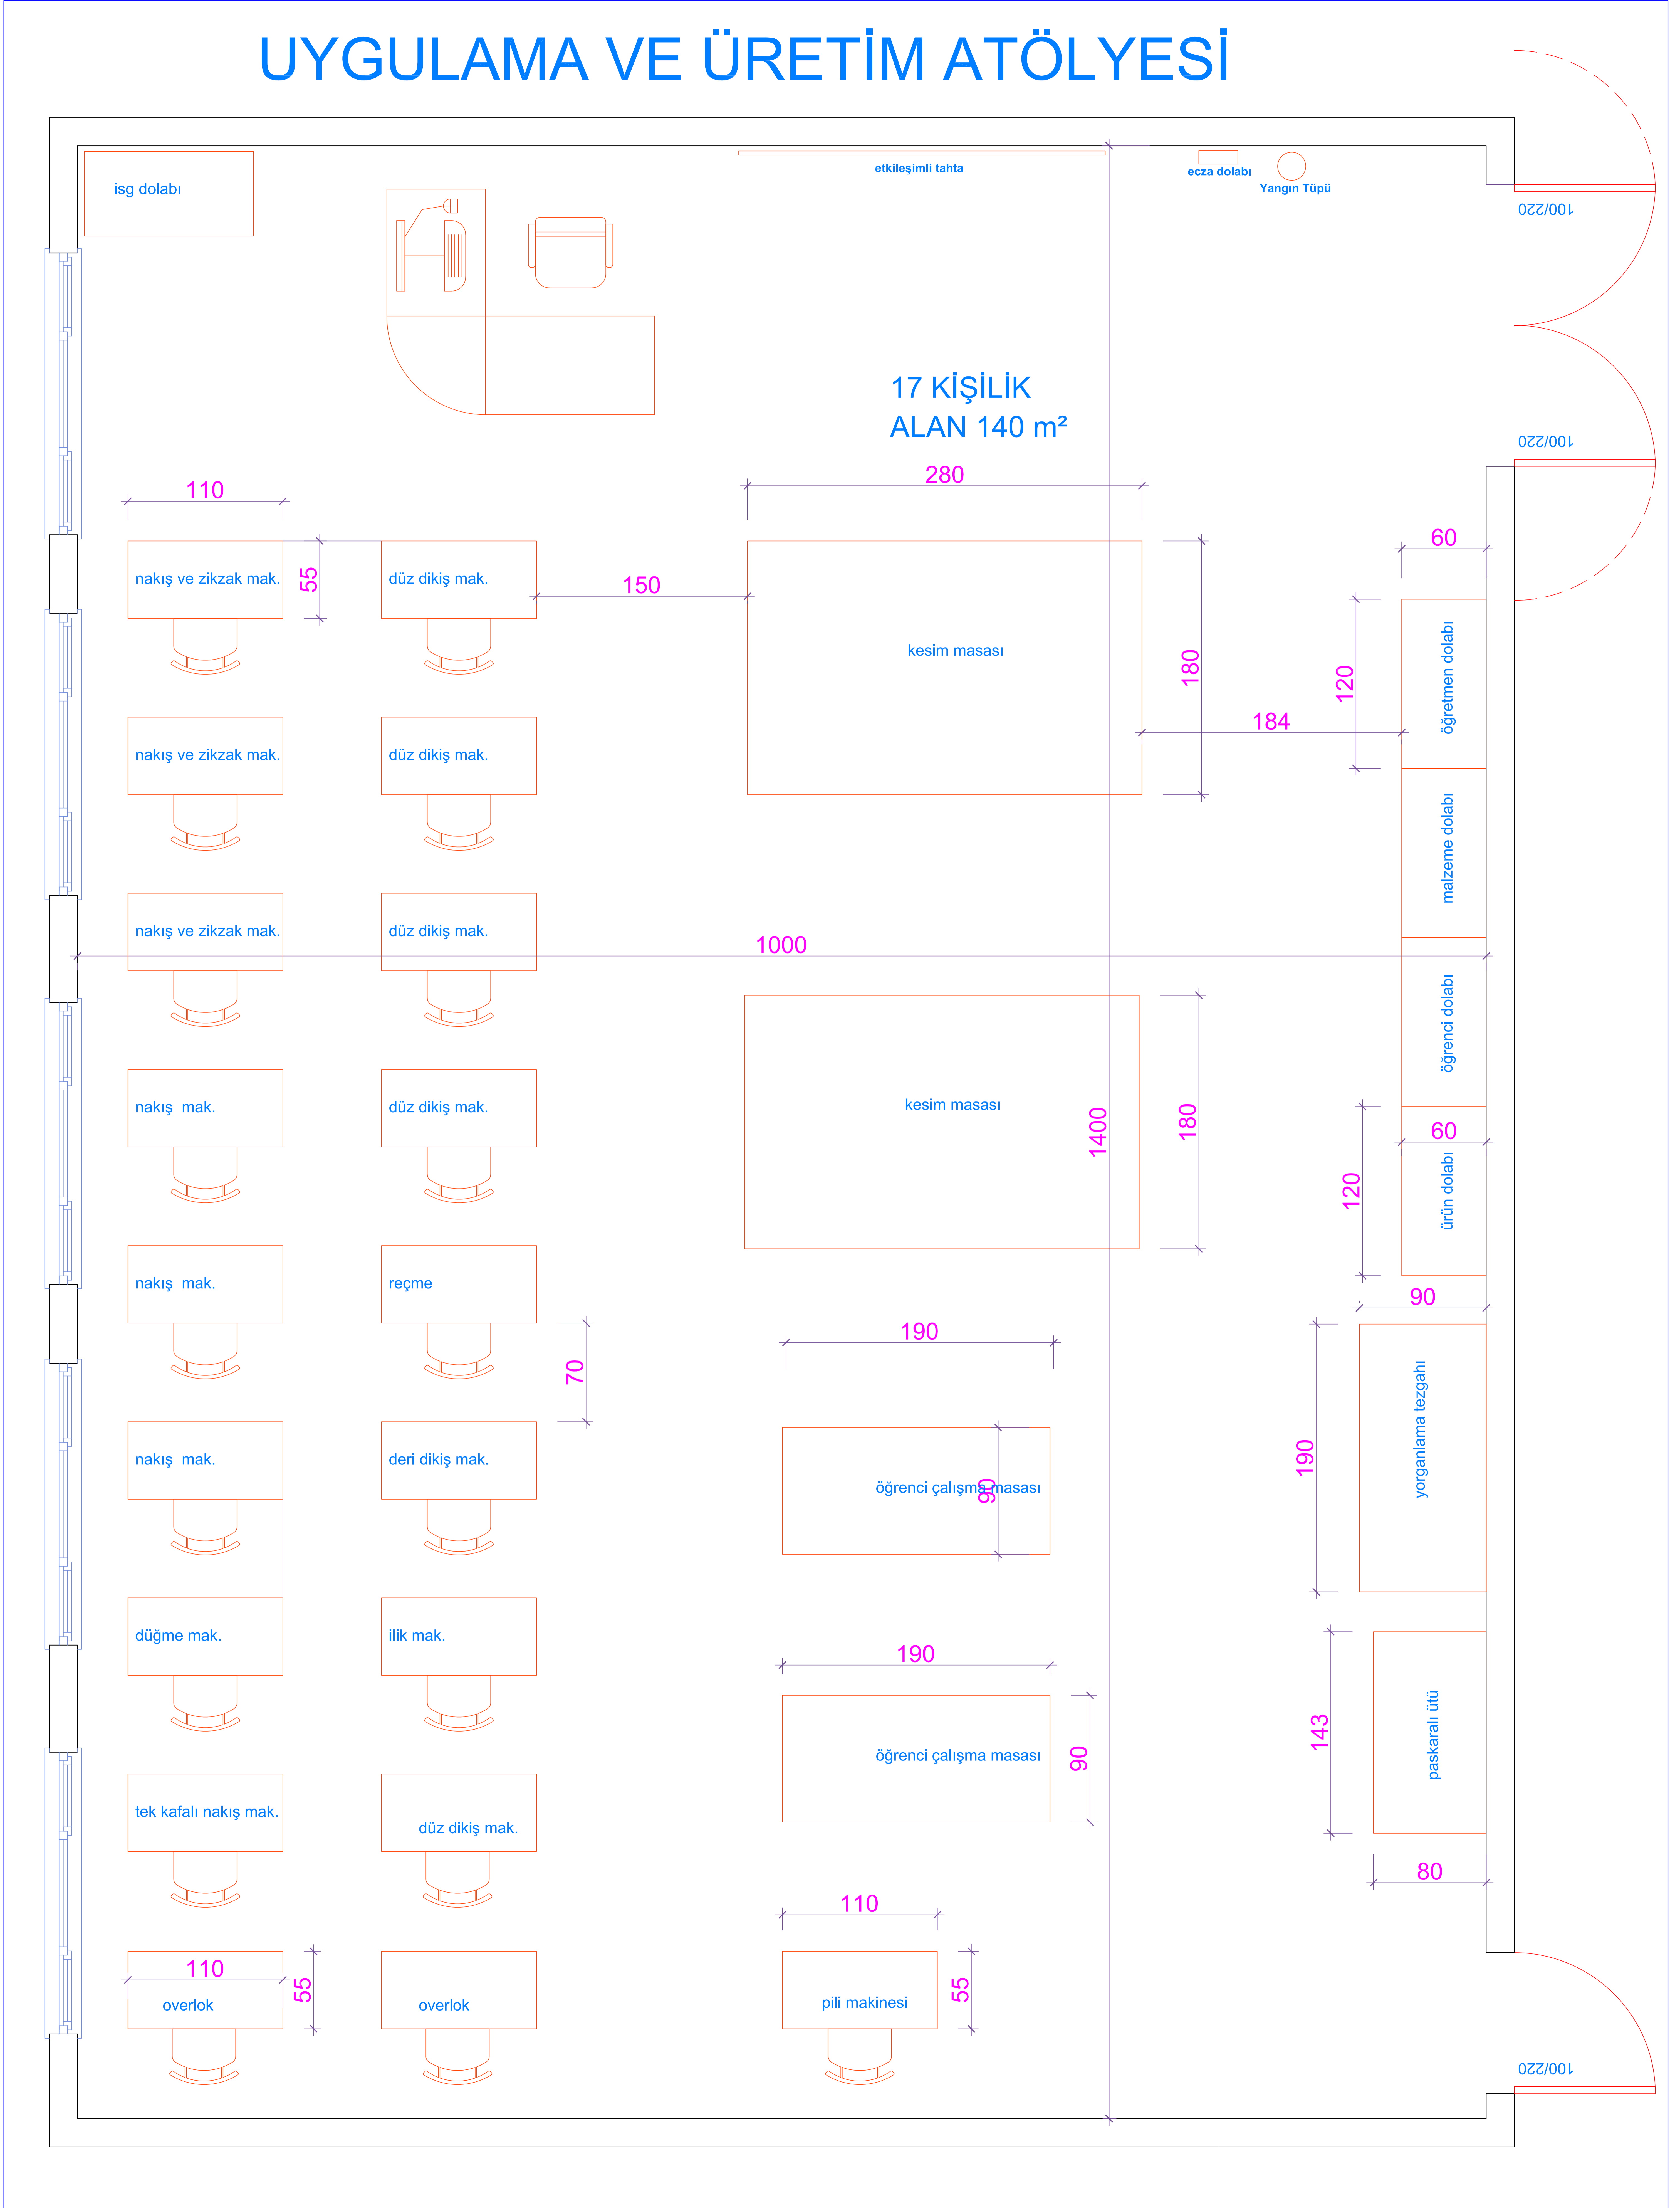 UYGULAMA VE ÜRETİM ATÖLYESİ
isg dolabı
etkileşimli tahta
ecza dolabı
Yangın Tüpü
100/220
17 KİŞİLİK
ALAN 140 m²
100/220
110
280
60
nakış ve zikzak mak.
55
düz dikiş mak.
150
kesim masası
180
120
öğretmen dolabı
184
nakış ve zikzak mak.
düz dikiş mak.
malzeme dolabı
nakış ve zikzak mak.
düz dikiş mak.
1000
öğrenci dolabı
nakış mak.
düz dikiş mak.
kesim masası
1400
180
60
120
ürün dolabı
nakış mak.
reçme
90
190
70
yorganlama tezgahı
190
nakış mak.
deri dikiş mak.
öğrenci çalışma masası
90
düğme mak.
ilik mak.
190
143
paskaralı ütü
öğrenci çalışma masası
90
tek kafalı nakış mak.
düz dikiş mak.
80
110
110
55
overlok
overlok
pili makinesi
55
100/220